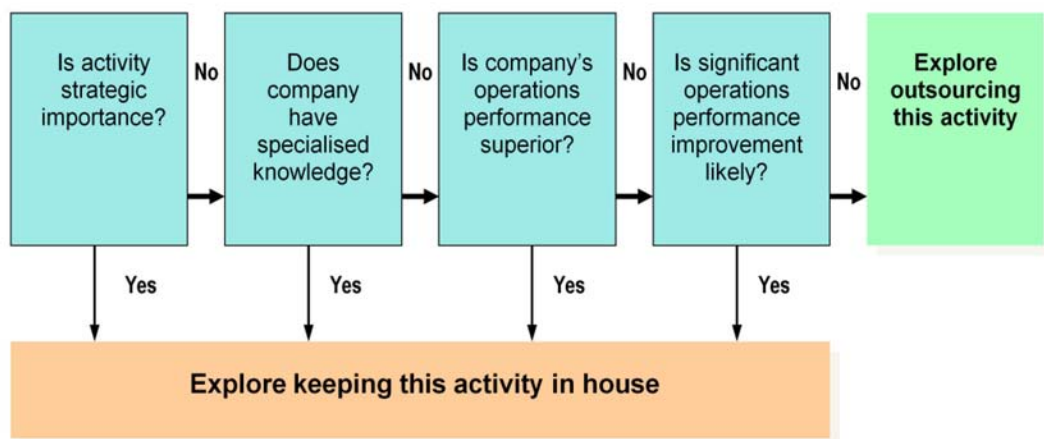 Is activity
strategic
importance?
No
Does
company
have
specialised
knowledge?
No
Is company's
operations
performance
superior?
No
Is significant
operations
performance
improvement
likely?
No
Explore
outsourcing
this activity
Yes
Yes
Yes
Yes
Explore keeping this activity in house